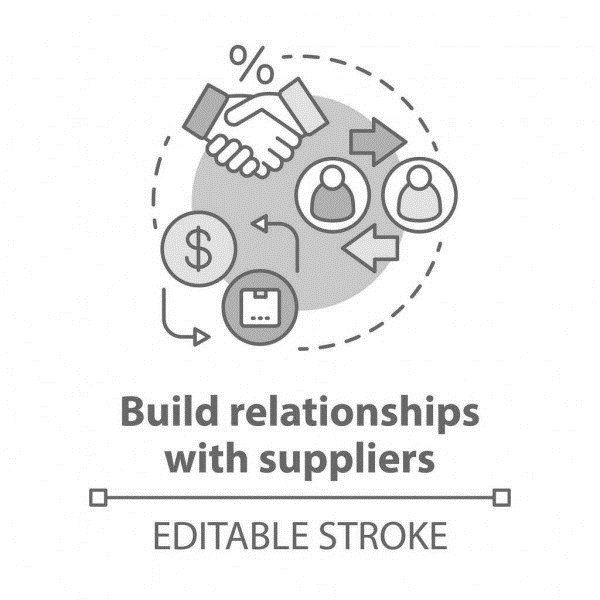 %
$
Build relationships
with suppliers
EDITABLE STROKE